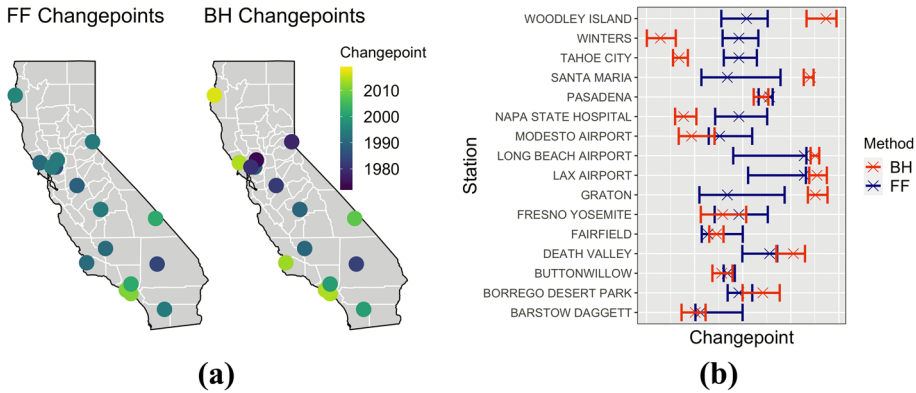 FF Changepoints
BH Changepoints
Changepoint
2010
2000
1990
1980
(a)
Station
WOODLEY ISLAND
WINTERS
TAHOE CITY
SANTA MARIA
PASADENA
NAPA STATE HOSPITAL
MODESTO AIRPORT
LONG BEACH AIRPORT
LAX AIRPORT
GRATON
FRESNO YOSEMITE
FAIRFIELD
DEATH VALLEY
BUTTONWILLOW
BORREGO DESERT PARK
BARSTOW DAGGETT
Changepoint
Method
BH
FF
(b)